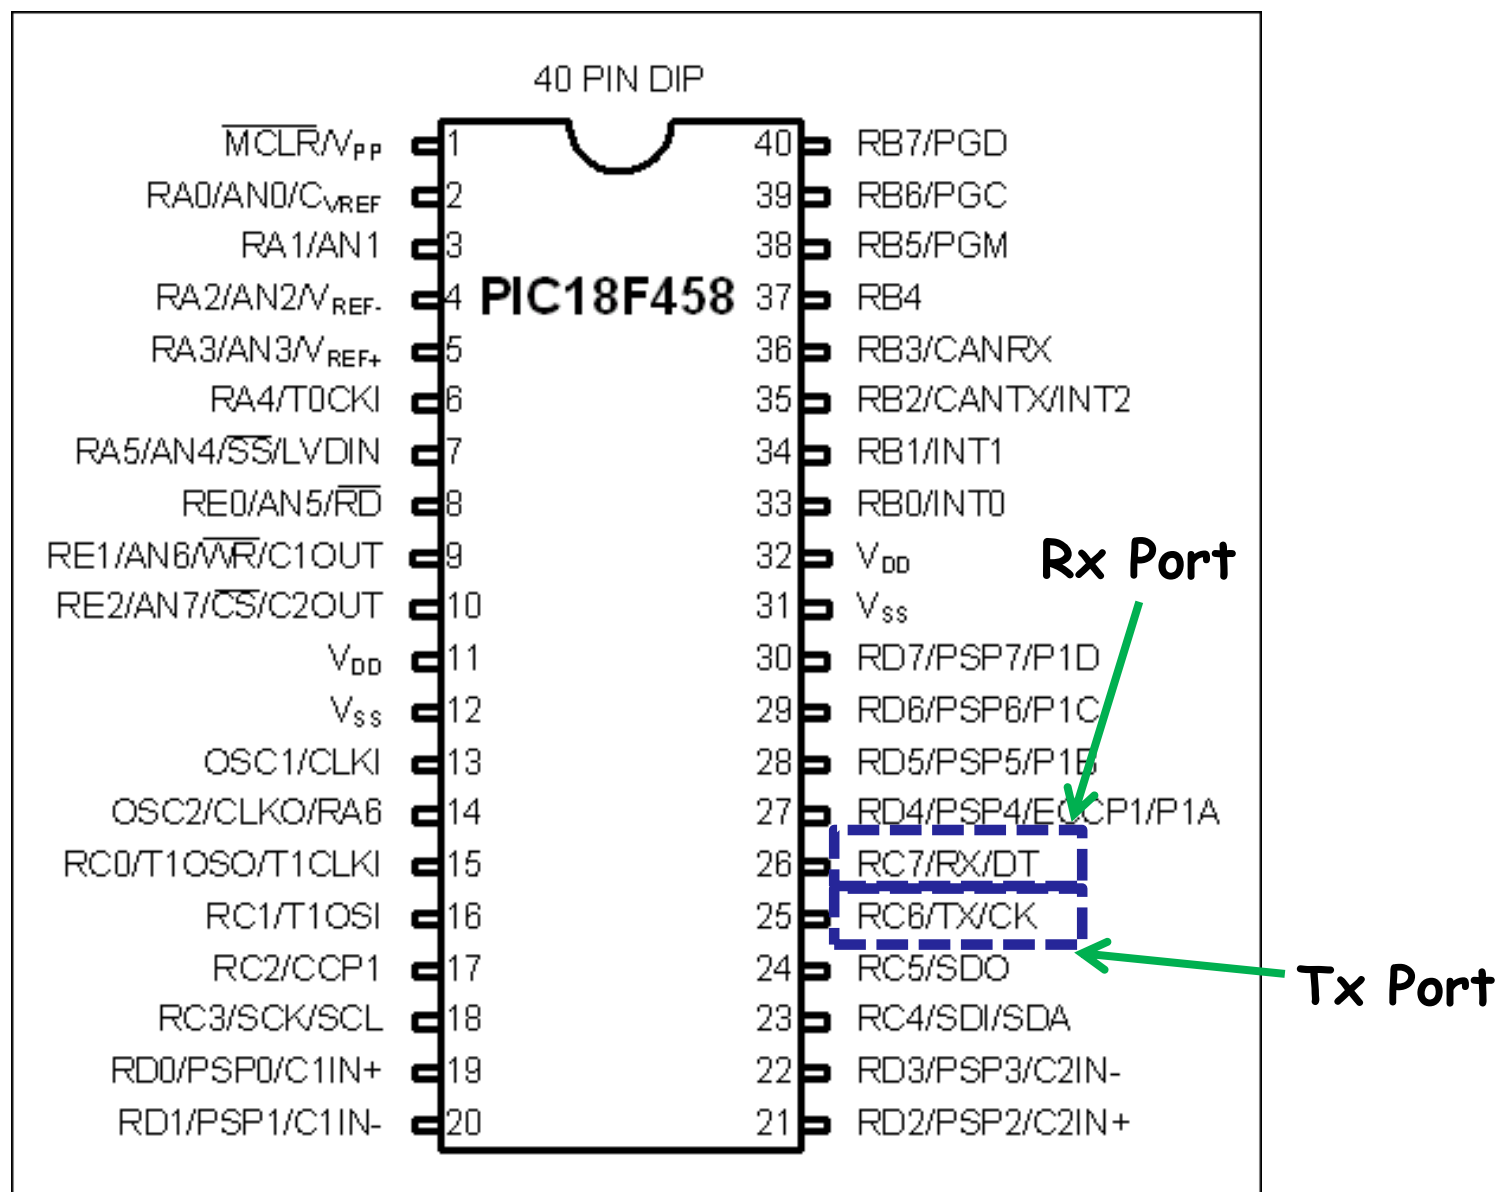 40 PIN DIP
MCLR/VPP 1 40 RB7/PGD
RA0/AN0/CVREF 2 39 RB6/PGC
RA1/AN1 3 38 RB5/PGM
RA2/AN2/VREF- 4 PIC18F458 37 RB4
RA3/AN3/VREF+ 5 36 RB3/CANRX
RA4/T0CKI 6 35 RB2/CANTX/INT2
RA5/AN4/SS/LVDIN 7 34 RB1/INT1
RE0/AN5/RD 8 33 RB0/INT0
RE1/AN6/WR/C1OUT 9 32 VDD Rx Port
RE2/AN7/CS/C2OUT 10 31 VSS
VDD 11 30 RD7/PSP7/P1D
VSS 12 29 RD6/PSP6/P1C
OSC1/CLKI 13 28 RD5/PSP5/P1B
OSC2/CLKO/RA6 14 27 RD4/PSP4/ECCP1/P1A
RC0/T1OSO/T1CLKI 15 26 RC7/RX/DT
RC1/T1OSI 16 25 RC6/TX/CK
RC2/CCP1 17 24 RC5/SDO Tx Port
RC3/SCK/SCL 18 23 RC4/SDI/SDA
RD0/PSP0/C1IN+ 19 22 RD3/PSP3/C2IN-
RD1/PSP1/C1IN- 20 21 RD2/PSP2/C2IN+